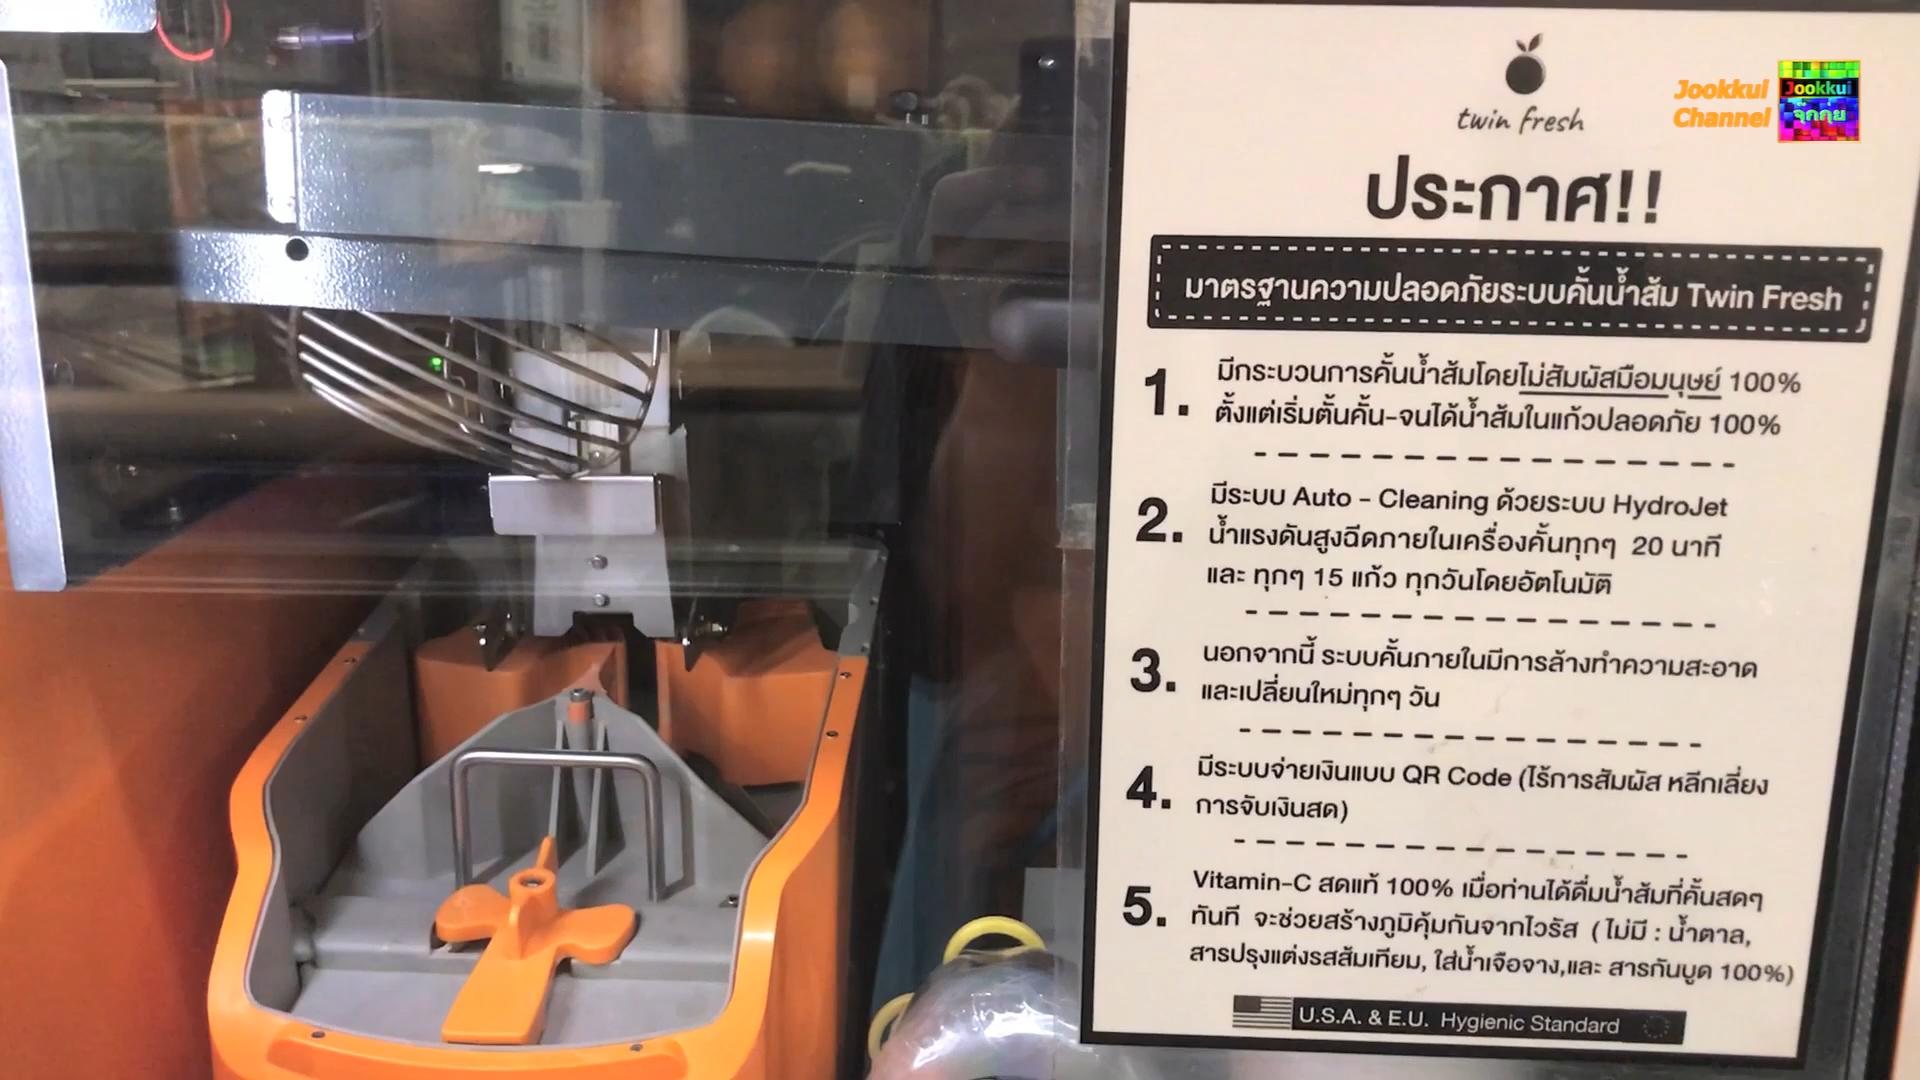 Jookkui
Channel
Jookkui
จุ๊กกุ่ย
twin fresh
ประกาศ!!
มาตรฐานความปลอดภัยระบบคั้นน้ำส้ม Twin Fresh
1. มีกระบวนการคั้นน้ำส้มโดยไม่สัมผัสมือมนุษย์ 100%
ตั้งแต่เริ่มต้นคั้น-จนได้น้ำส้มในแก้วปลอดภัย 100%
2. มีระบบ Auto - Cleaning ด้วยระบบ HydroJet
น้ำแรงดันสูงฉีดภายในเครื่องคั้นทุกๆ 20 นาที
และ ทุกๆ 15 แก้ว ทุกวันโดยอัตโนมัติ
3. นอกจากนี้ ระบบคั้นภายในมีการล้างทำความสะอาด
และเปลี่ยนใหม่ทุกๆ วัน
4. มีระบบจ่ายเงินแบบ QR Code (ไร้การสัมผัส หลีกเลี่ยง
การจับเงินสด)
5. Vitamin-C สดแท้ 100% เมื่อท่านได้ดื่มน้ำส้มที่คั้นสดๆ
ทันที จะช่วยสร้างภูมิคุ้มกันจากไวรัส ( ไม่มี : น้ำตาล,
สารปรุงแต่งรสส้มเทียม, ใส่น้ำเจือจาง,และ สารกันบูด 100%)
U.S.A. & E.U. Hygienic Standard